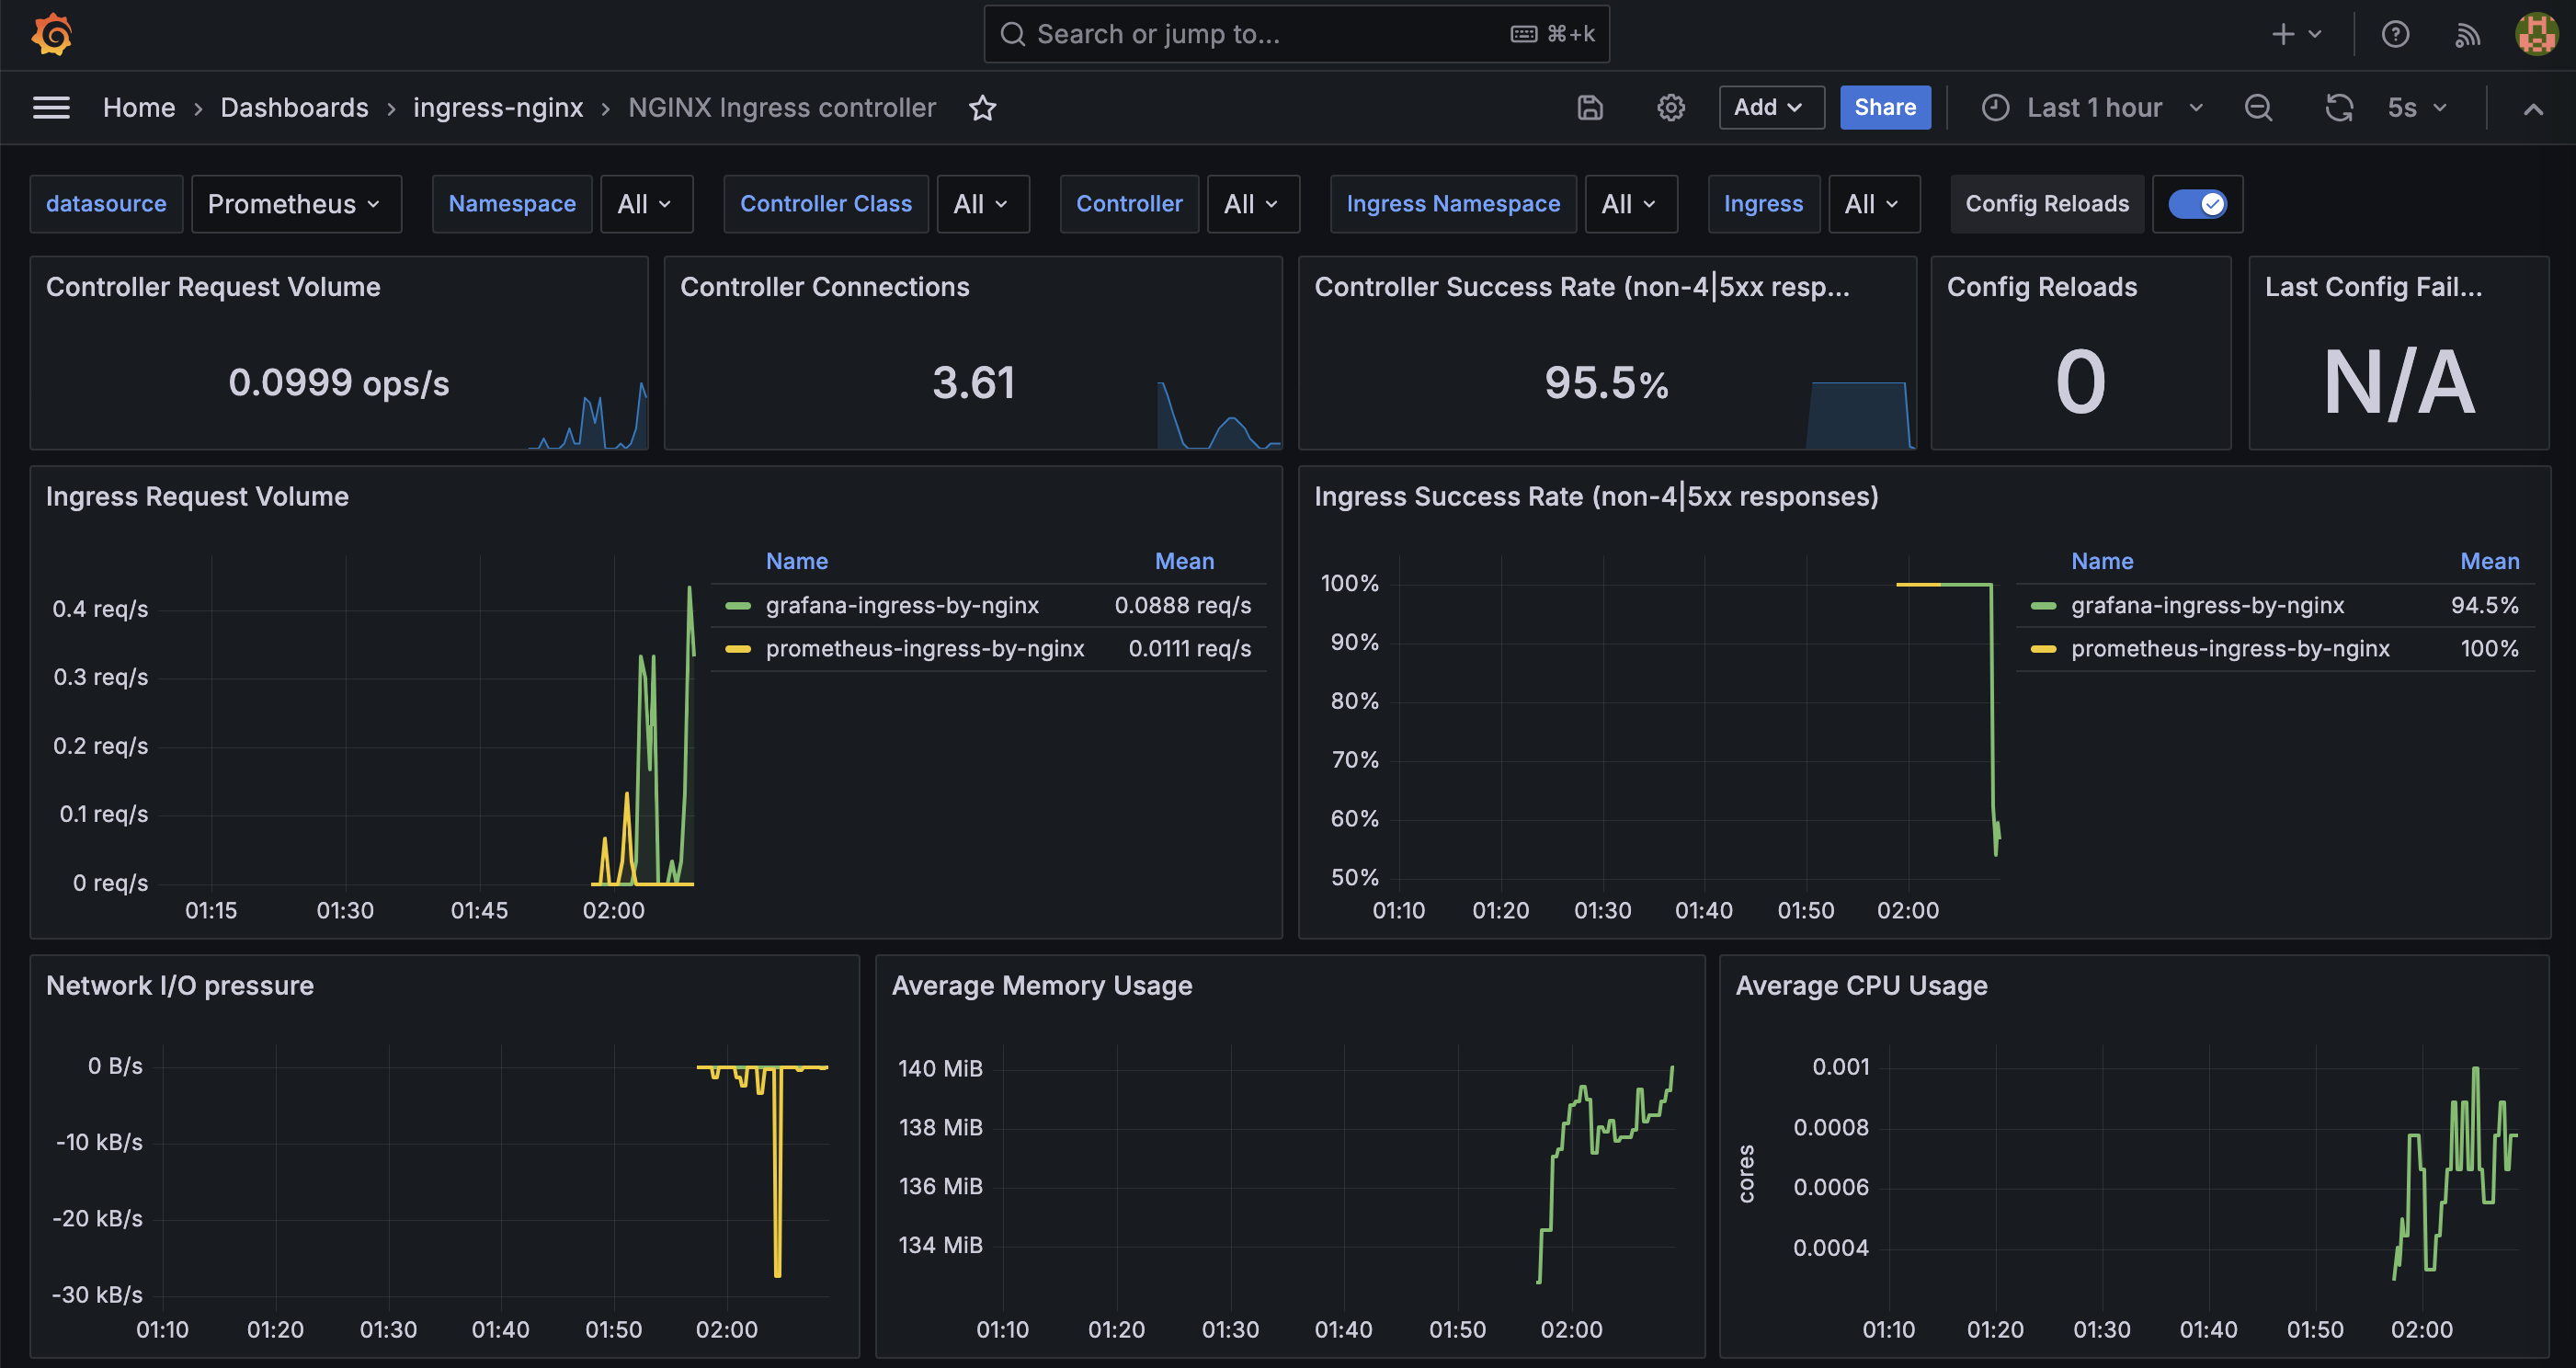 Search or jump to...
⌘+k
Home › Dashboards › ingress-nginx › NGINX Ingress controller
Add
Share
Last 1 hour
5s
datasource Prometheus Namespace All Controller Class All Controller All Ingress Namespace All Ingress All Config Reloads
Controller Request Volume
0.0999 ops/s
Controller Connections
3.61
Controller Success Rate (non-4|5xx resp...
95.5%
Config Reloads
0
Last Config Fail...
N/A
Ingress Request Volume
0.4 req/s
0.3 req/s
0.2 req/s
0.1 req/s
0 req/s
01:15 01:30 01:45 02:00
Name Mean
grafana-ingress-by-nginx 0.0888 req/s
prometheus-ingress-by-nginx 0.0111 req/s
Ingress Success Rate (non-4|5xx responses)
100%
90%
80%
70%
60%
50%
01:10 01:20 01:30 01:40 01:50 02:00
Name Mean
grafana-ingress-by-nginx 94.5%
prometheus-ingress-by-nginx 100%
Network I/O pressure
0 B/s
-10 kB/s
-20 kB/s
-30 kB/s
01:10 01:20 01:30 01:40 01:50 02:00
Average Memory Usage
140 MiB
138 MiB
136 MiB
134 MiB
01:10 01:20 01:30 01:40 01:50 02:00
Average CPU Usage
cores
0.001
0.0008
0.0006
0.0004
01:10 01:20 01:30 01:40 01:50 02:00